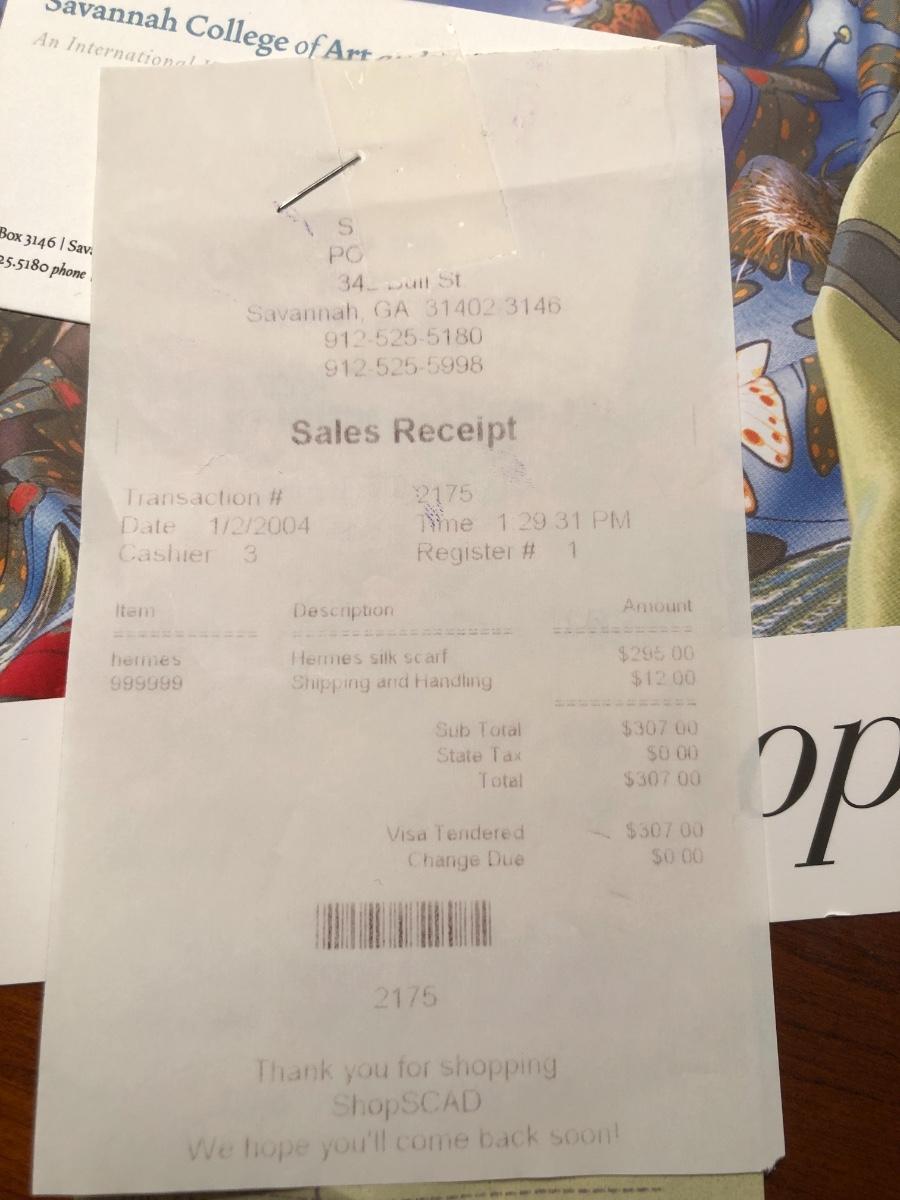 Savannah College of Art
An International
Box 3146 | Sava
25.5180 phone
S
PO
34 Bull St
Savannah, GA 31402-3146
912-525-5180
912-525-5998
Sales Receipt
Transaction # 2175
Date 1/2/2004 Time 1:29:31 PM
Cashier 3 Register # 1
Item Description Amount
hermes Hermes silk scarf $295.00
999999 Shipping and Handling $12.00
Sub Total $307.00
State Tax $0.00
Total $307.00
Visa Tendered $307.00
Change Due $0.00
2175
Thank you for shopping
ShopSCAD
We hope you'll come back soon!
op